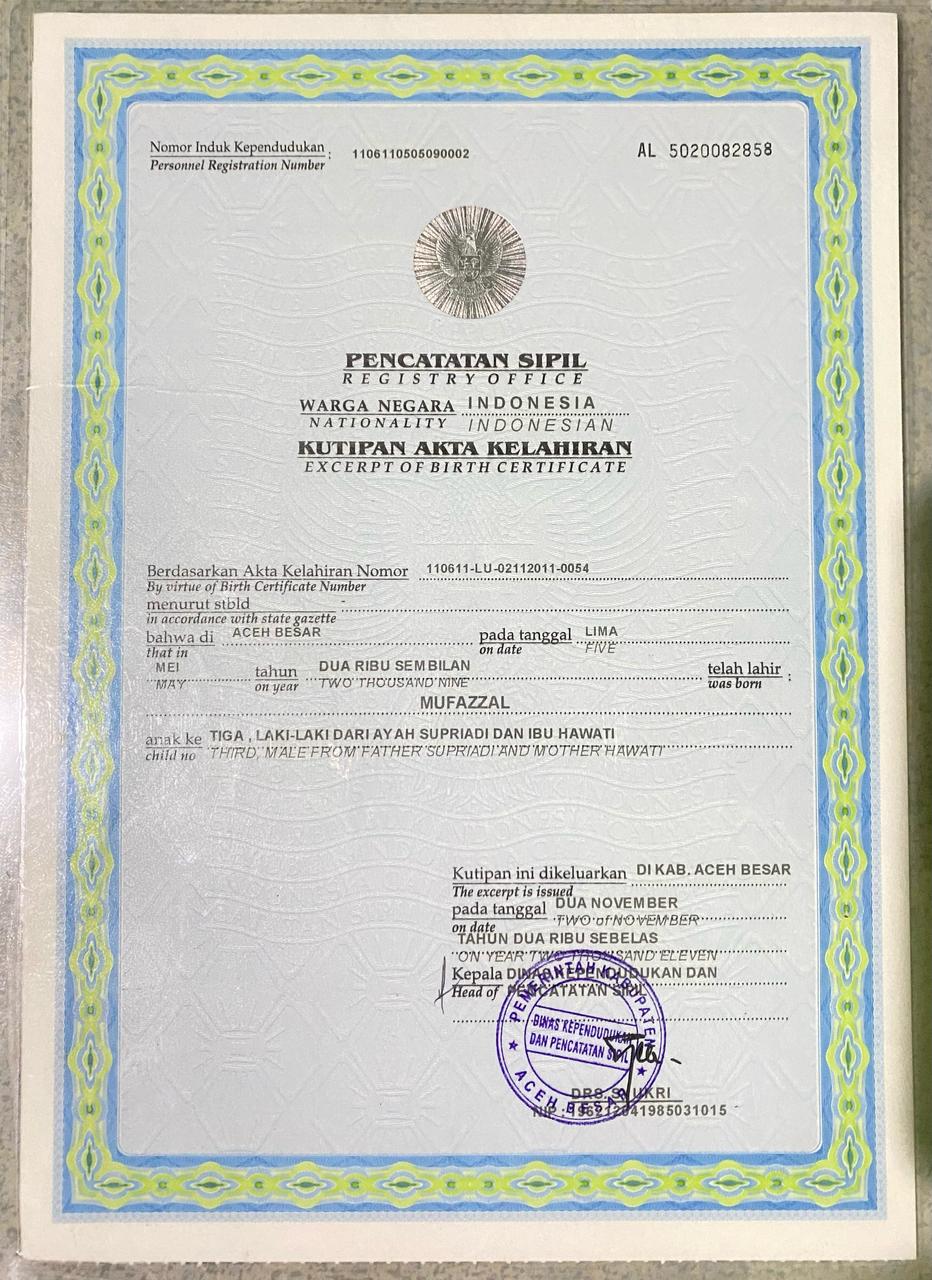 Nomor Induk Kependudukan : 1106110505090002
Personnel Registration Number
AL 5020082858
PENCATATAN SIPIL
REGISTRY OFFICE
WARGA NEGARA INDONESIA
NATIONALITY INDONESIAN
KUTIPAN AKTA KELAHIRAN
EXCERPT OF BIRTH CERTIFICATE
Berdasarkan Akta Kelahiran Nomor 110611-LU-02112011-0054
By virtue of Birth Certificate Number
menurut stbld -
in accordance with state gazette
bahwa di ACEH BESAR pada tanggal LIMA
that in on date FIVE
MEI tahun DUA RIBU SEMBILAN telah lahir :
MAY on year TWO THOUSAND NINE was born
MUFAZZAL
anak ke TIGA , LAKI-LAKI DARI AYAH SUPRIADI DAN IBU HAWATI
child no THIRD, MALE FROM FATHER SUPRIADI AND MOTHER HAWATI
Kutipan ini dikeluarkan DI KAB. ACEH BESAR
The excerpt is issued
pada tanggal DUA NOVEMBER
on date TWO of NOVEMBER
TAHUN DUA RIBU SEBELAS
ON YEAR TWO THOUSAND ELEVEN
Kepala DINAS KEPENDUDUKAN DAN
Head of PENCATATAN SIPIL
PEMERINTAH KABUPATEN
DINAS KEPENDUDUKAN
DAN PENCATATAN SIPIL
ACEH BESAR
DRS.
NIP :